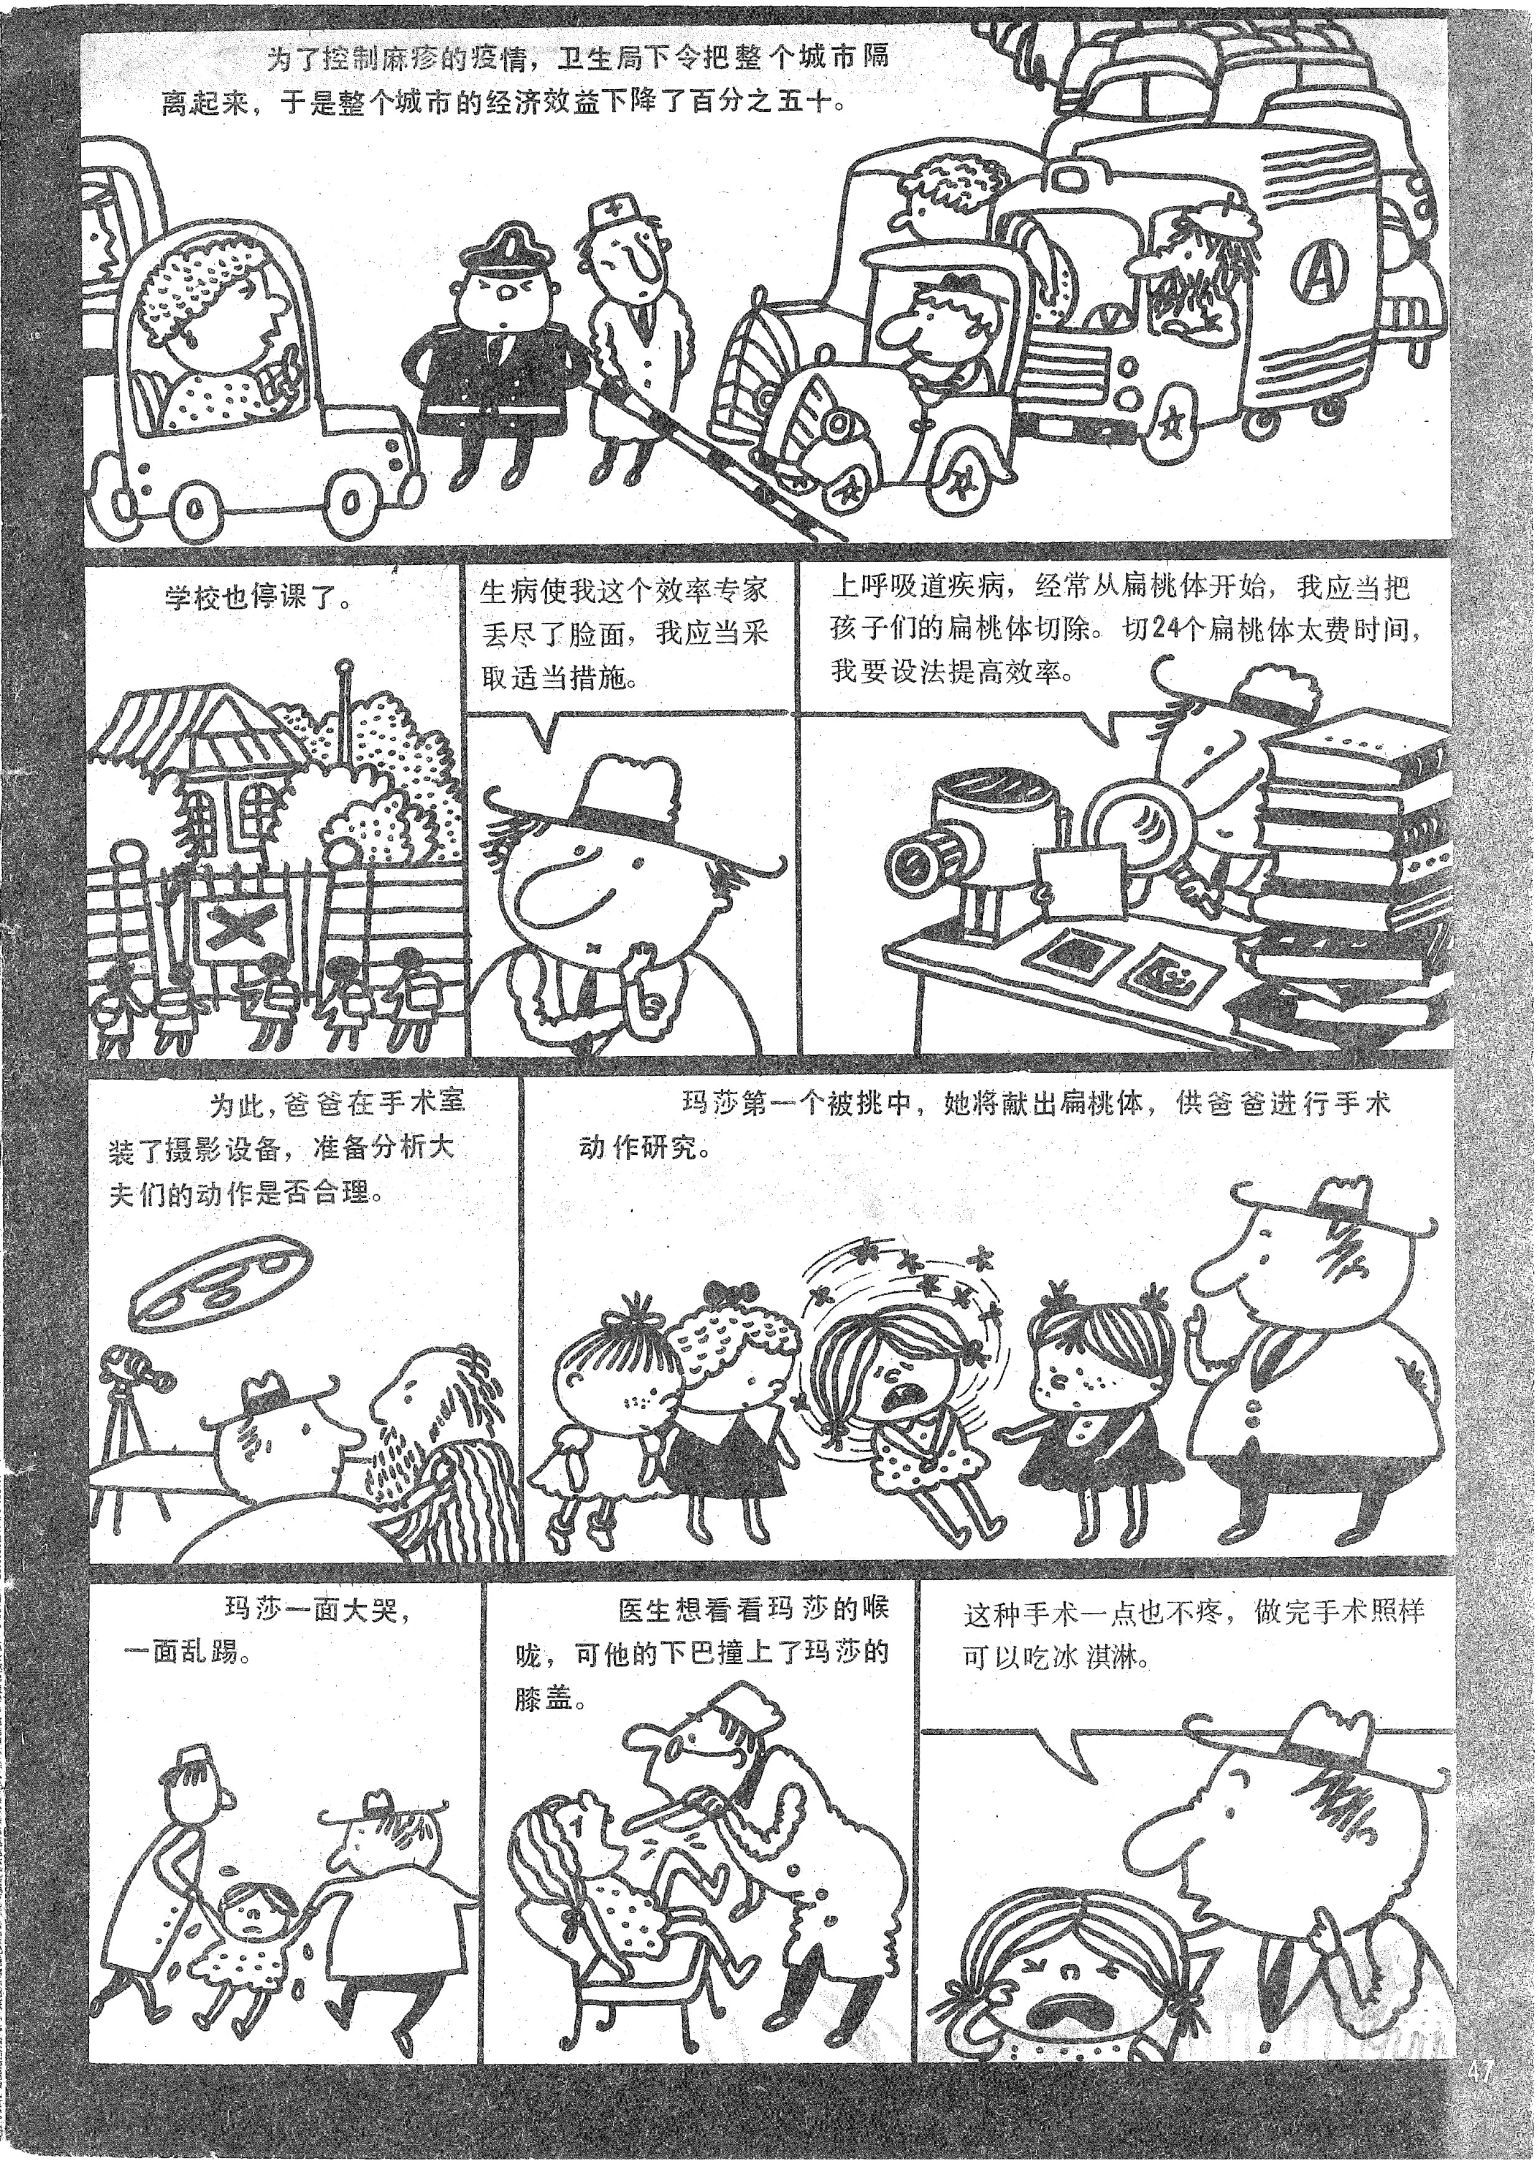 为了控制麻疹的疫情，卫生局下令把整个城市隔
离起来，于是整个城市的经济效益下降了百分之五十。
A
学校也停课了。
生病使我这个效率专家
丢尽了脸面，我应当采
取适当措施。
上呼吸道疾病，经常从扁桃体开始，我应当把
孩子们的扁桃体切除。切24个扁桃体太费时间，
我要设法提高效率。
为此，爸爸在手术室
装了摄影设备，准备分析大
夫们的动作是否合理。
玛莎第一个被挑中，她将献出扁桃体，供爸爸进行手术
动作研究。
玛莎一面大哭，
一面乱踢。
医生想看看玛莎的喉
咙，可他的下巴撞上了玛莎的
膝盖。
这种手术一点也不疼，做完手术照样
可以吃冰淇淋。
47